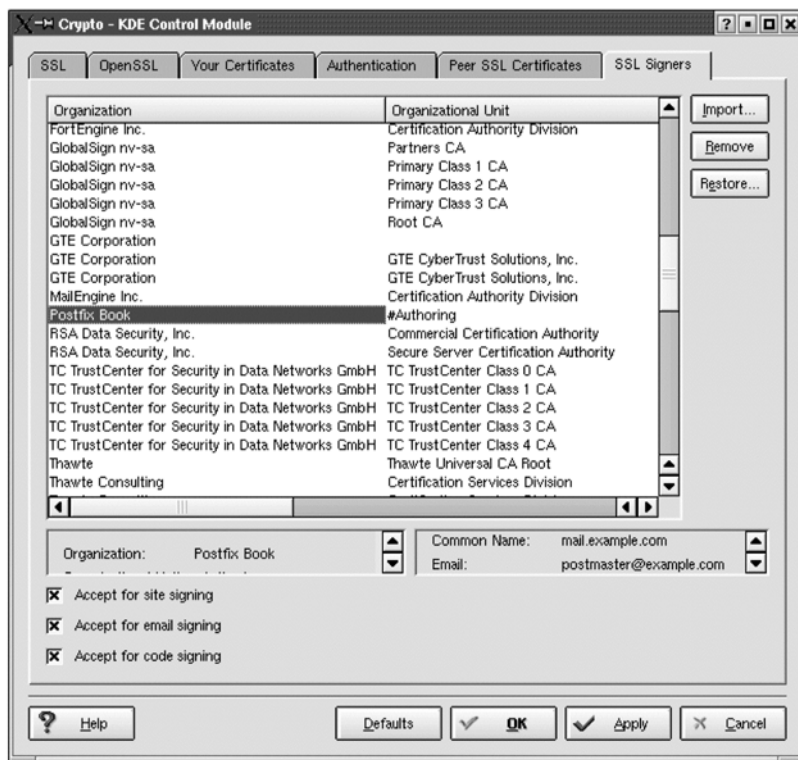 Crypto - KDE Control Module
SSL OpenSSL Your Certificates Authentication Peer SSL Certificates SSL Signers
Organization Organizational Unit
FortEngine Inc. Certification Authority Division
GlobalSign nv-sa Partners CA
GlobalSign nv-sa Primary Class 1 CA
GlobalSign nv-sa Primary Class 2 CA
GlobalSign nv-sa Primary Class 3 CA
GlobalSign nv-sa Root CA
GTE Corporation
GTE Corporation GTE CyberTrust Solutions, Inc.
GTE Corporation GTE CyberTrust Solutions, Inc.
MailEngine Inc. Certification Authority Division
Postfix Book #Authoring
RSA Data Security, Inc. Commercial Certification Authority
RSA Data Security, Inc. Secure Server Certification Authority
TC TrustCenter for Security in Data Networks GmbH TC TrustCenter Class 0 CA
TC TrustCenter for Security in Data Networks GmbH TC TrustCenter Class 1 CA
TC TrustCenter for Security in Data Networks GmbH TC TrustCenter Class 2 CA
TC TrustCenter for Security in Data Networks GmbH TC TrustCenter Class 3 CA
TC TrustCenter for Security in Data Networks GmbH TC TrustCenter Class 4 CA
Thawte Thawte Universal CA Root
Thawte Consulting Certification Services Division
Import...
Remove
Restore...
Organization: Postfix Book
Common Name: mail.example.com
Email: postmaster@example.com
Accept for site signing
Accept for email signing
Accept for code signing
? Help Defaults OK Apply Cancel